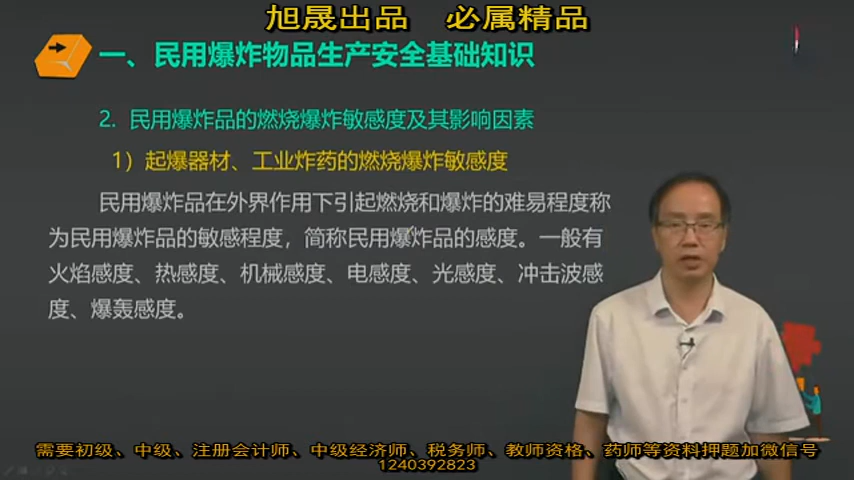 旭晟出品 必属精品
一、民用爆炸物品生产安全基础知识
2. 民用爆炸品的燃烧爆炸敏感度及其影响因素
1）起爆器材、工业炸药的燃烧爆炸敏感度
民用爆炸品在外界作用下引起燃烧和爆炸的难易程度称
为民用爆炸品的敏感程度，简称民用爆炸品的感度。一般有
火焰感度、热感度、机械感度、电感度、光感度、冲击波感
度、爆轰感度。
需要初级、中级、注册会计师、中级经济师、税务师、教师资格、药师等资料押题加微信号
1240392823